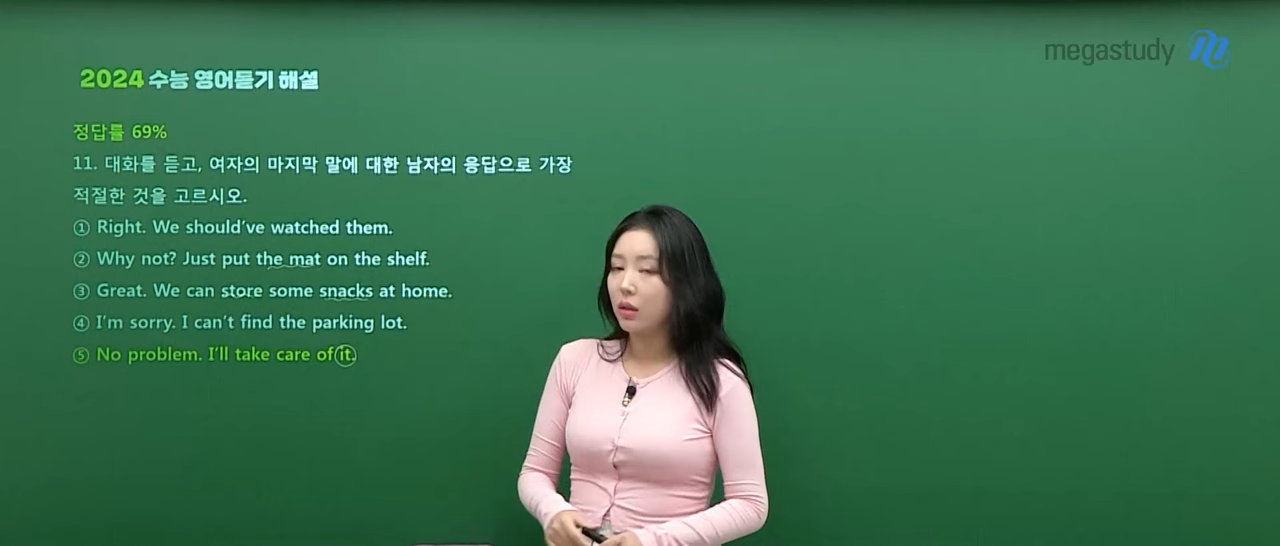 megastudy
2024 수능 영어듣기 해설
정답률 69%
11. 대화를 듣고, 여자의 마지막 말에 대한 남자의 응답으로 가장
적절한 것을 고르시오.
① Right. We should’ve watched them.
② Why not? Just put the mat on the shelf.
③ Great. We can store some snacks at home.
④ I’m sorry. I can’t find the parking lot.
⑤ No problem. I’ll take care of it.